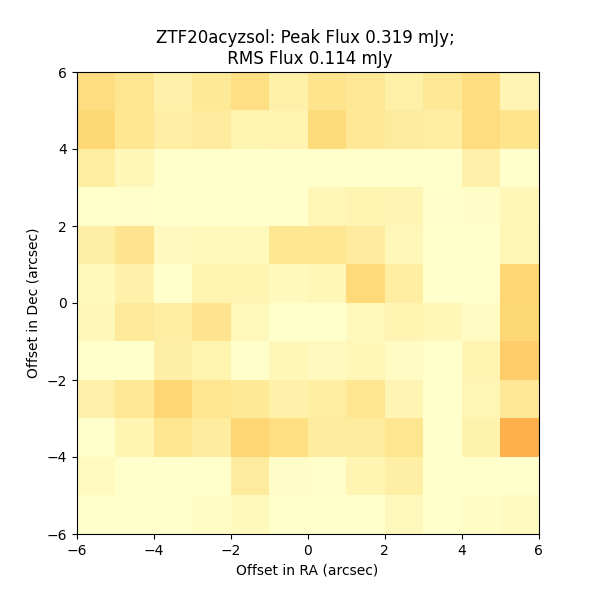 ZTF20acyzsol: Peak Flux 0.319 mJy;
RMS Flux 0.114 mJy
6
4
2
0
−2
−4
−6
Offset in Dec (arcsec)
−6 −4 −2 0 2 4 6
Offset in RA (arcsec)